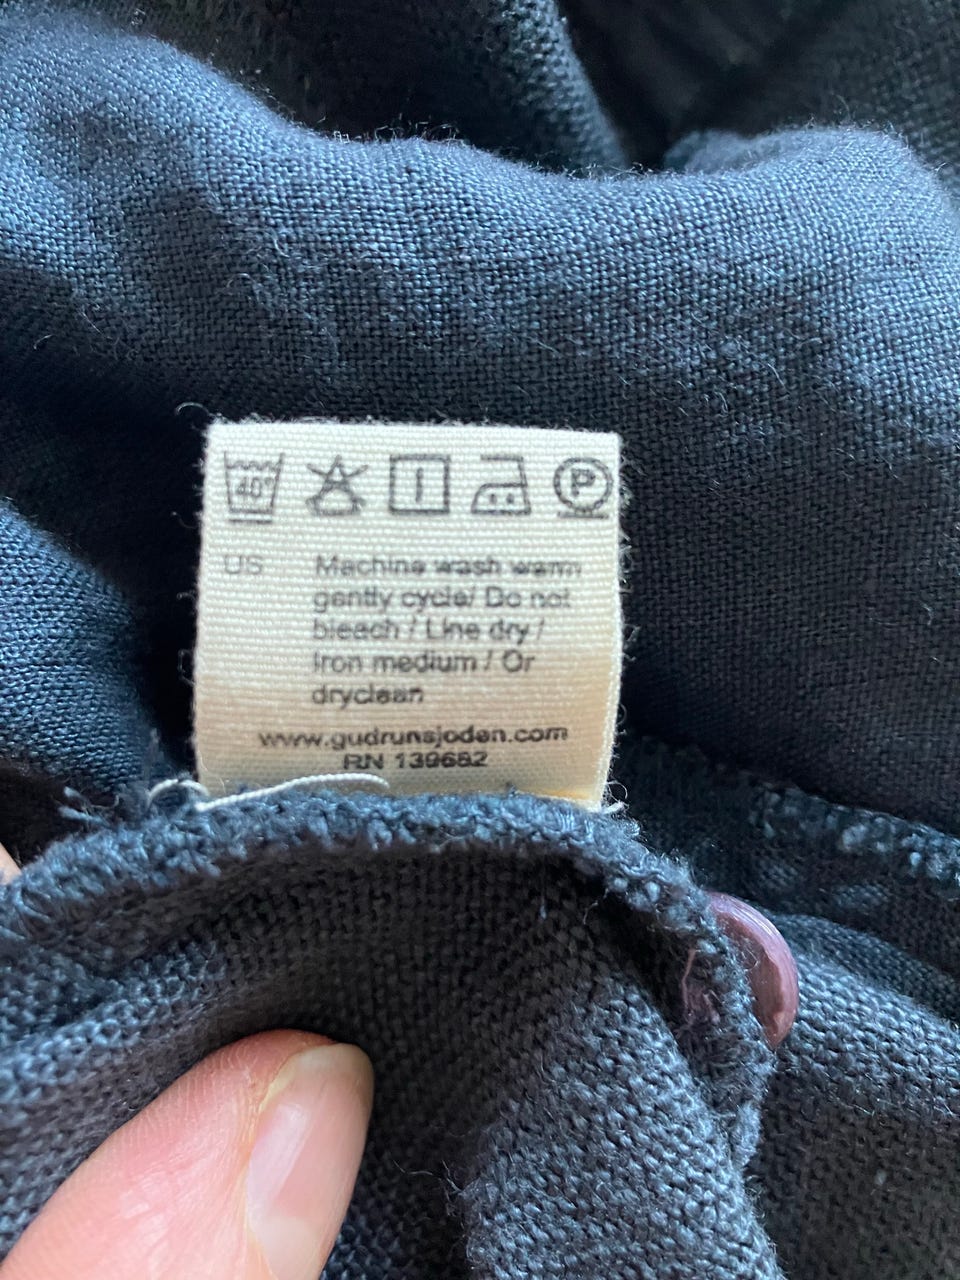 40° P
US Machine wash warm
gently cycle/ Do not
bleach / Line dry /
Iron medium / Or
dryclean
www.gudrunsjoden.com
RN 139662